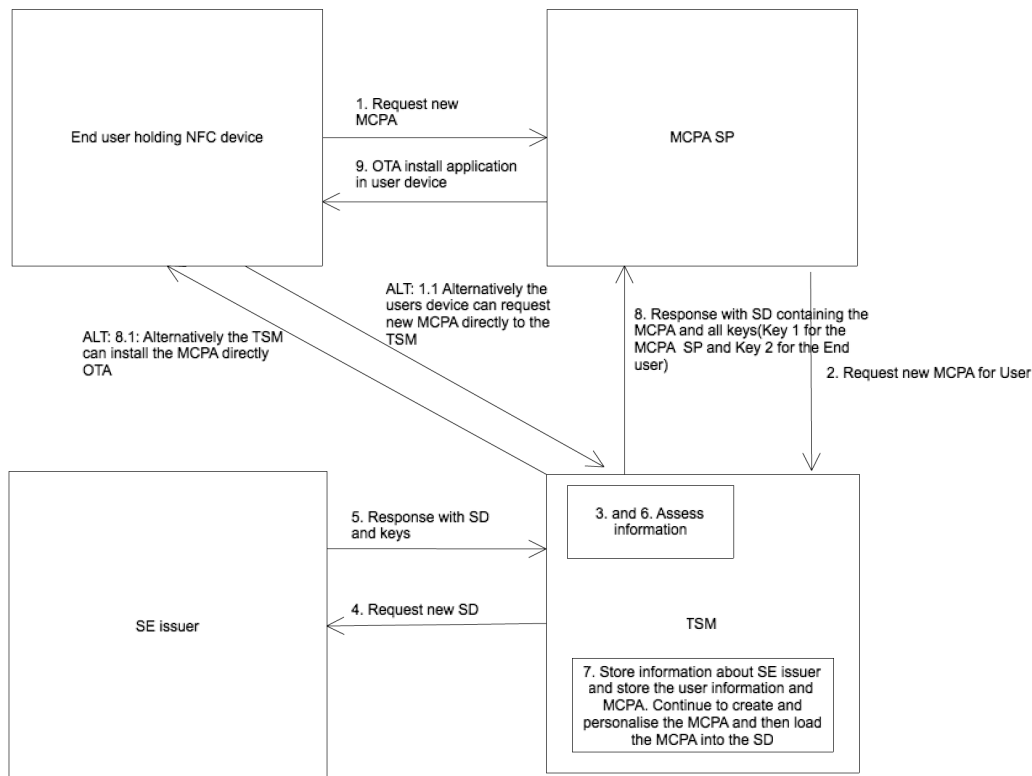 1. Request new
MCPA
End user holding NFC device
MCPA SP
9. OTA install application
in user device
ALT: 1.1 Alternatively the
users device can request
new MCPA directly to the
TSM
8. Response with SD containing the
MCPA and all keys(Key 1 for the
MCPA  SP and Key 2 for the End
user)
ALT: 8.1: Alternatively the TSM
can install the MCPA directly
OTA
2. Request new MCPA for User
5. Response with SD
and keys
3. and 6. Assess
information
4. Request new SD
SE issuer
TSM
7. Store information about SE issuer
and store the user information and
MCPA. Continue to create and
personalise the MCPA and then load
the MCPA into the SD